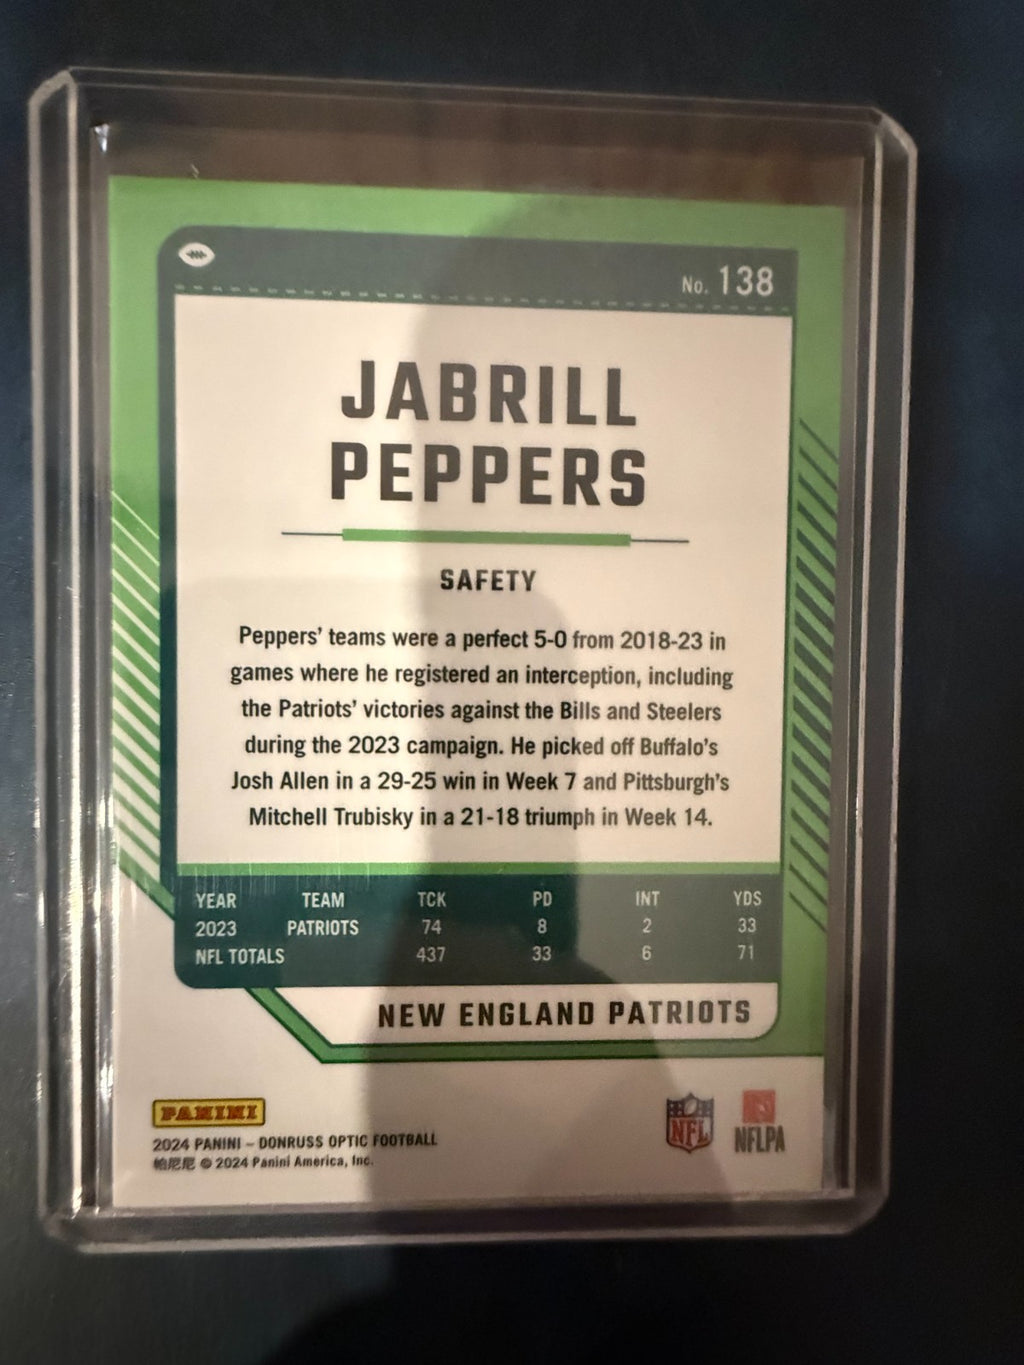 No. 138
JABRILL
PEPPERS
SAFETY
Peppers' teams were a perfect 5-0 from 2018-23 in
games where he registered an interception, including
the Patriots' victories against the Bills and Steelers
during the 2023 campaign. He picked off Buffalo's
Josh Allen in a 29-25 win in Week 7 and Pittsburgh's
Mitchell Trubisky in a 21-18 triumph in Week 14.
YEAR TEAM TCK PD INT YDS
2023 PATRIOTS 74 8 2 33
NFL TOTALS 437 33 6 71
NEW ENGLAND PATRIOTS
PANINI
NFL
NFLPA
2024 PANINI – DONRUSS OPTIC FOOTBALL
帕尼尼 © 2024 Panini America, Inc.